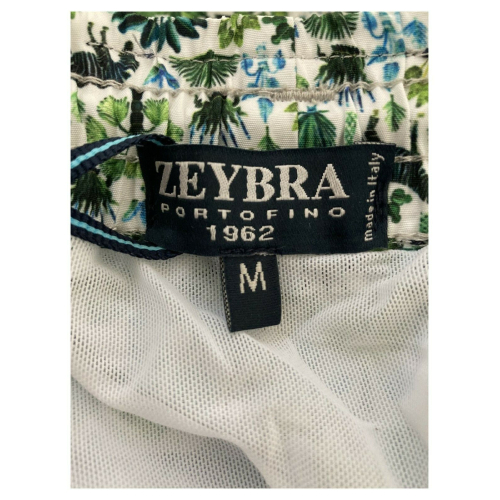 ZEYBRA
PORTOFINO
1962
made in Italy
M